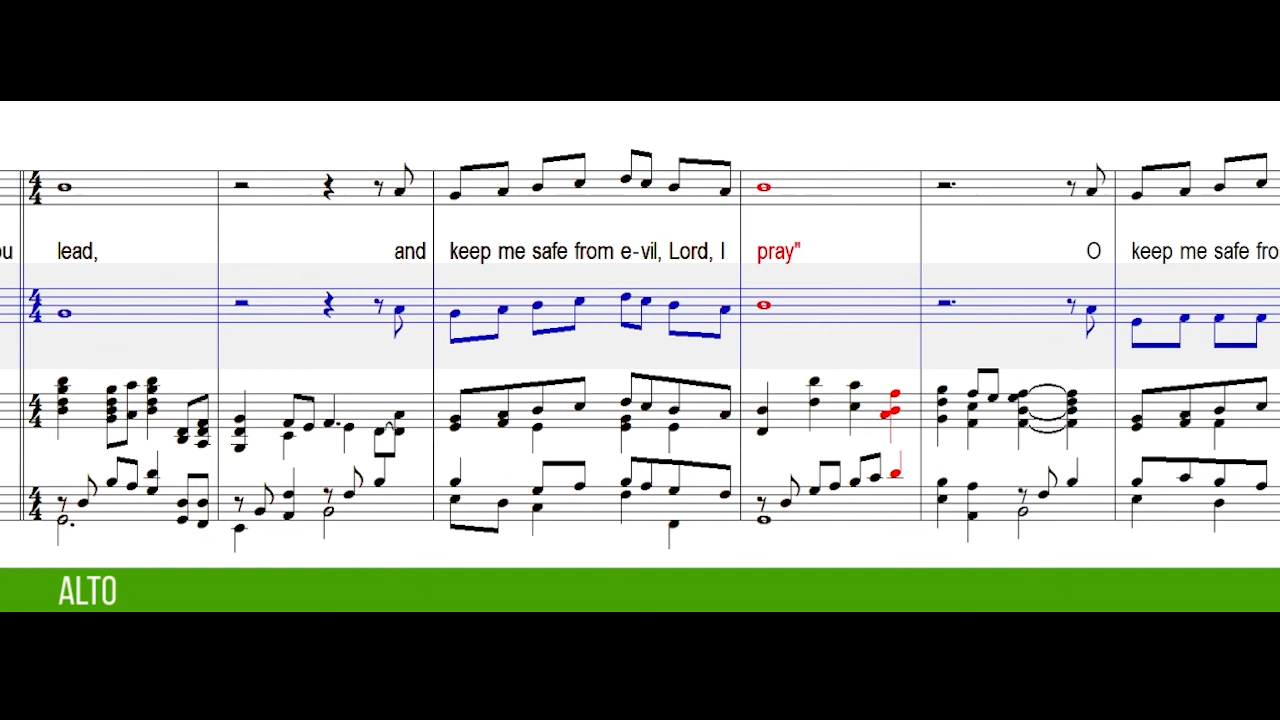 ou lead, and keep me safe from e-vil, Lord, I pray" O keep me safe fro
ALTO